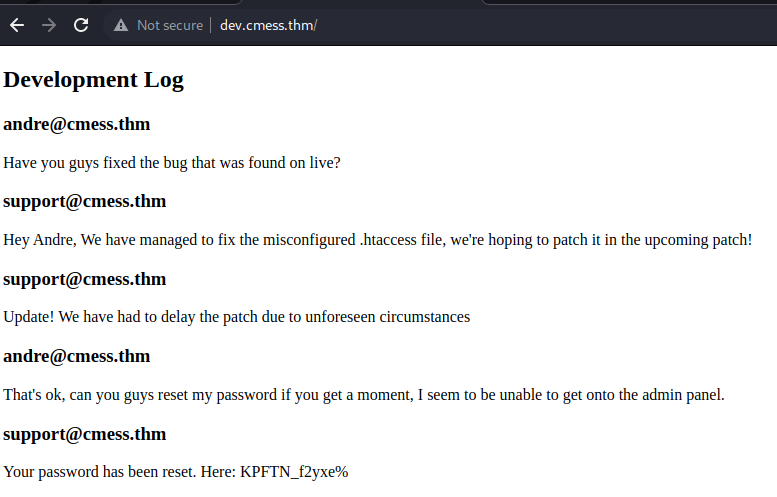 Not secure | dev.cmess.thm/
Development Log
andre@cmess.thm
Have you guys fixed the bug that was found on live?
support@cmess.thm
Hey Andre, We have managed to fix the misconfigured .htaccess file, we're hoping to patch it in the upcoming patch!
support@cmess.thm
Update! We have had to delay the patch due to unforeseen circumstances
andre@cmess.thm
That's ok, can you guys reset my password if you get a moment, I seem to be unable to get onto the admin panel.
support@cmess.thm
Your password has been reset. Here: KPFTN_f2yxe%